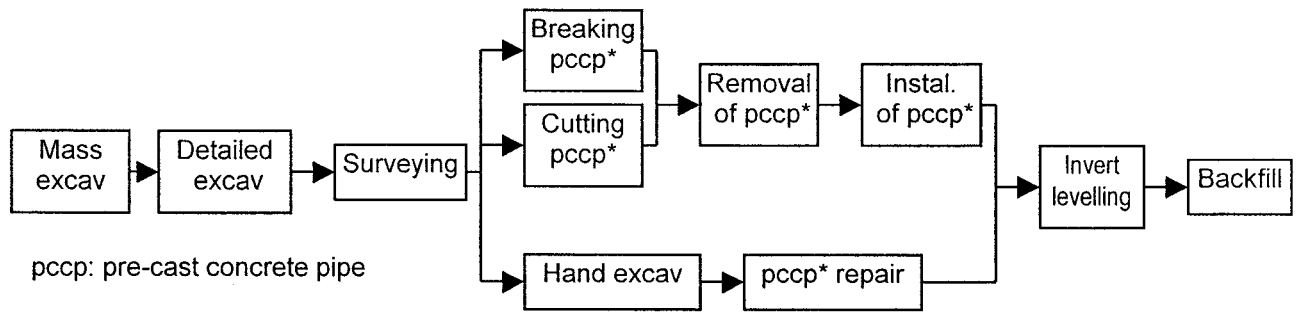 Mass
excav
Detailed
excav
Surveying
Breaking
pccp*
Cutting
pccp*
Removal
of pccp*
Instal.
of pccp*
Hand excav
pccp* repair
Invert
levelling
Backfill
pccp: pre-cast concrete pipe